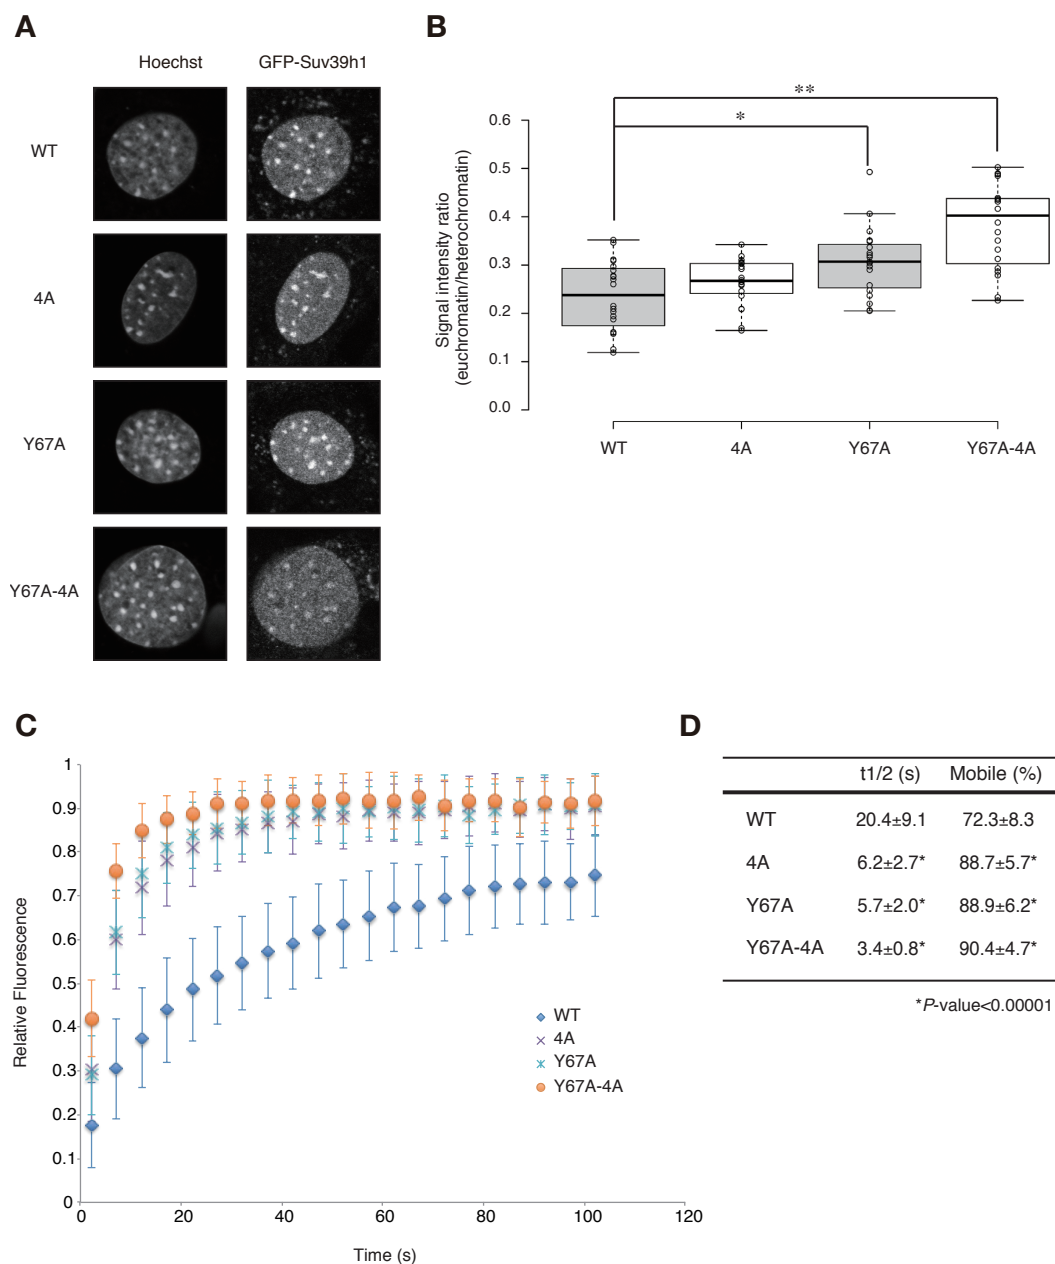 A
Hoechst GFP-Suv39h1
WT
4A
Y67A
Y67A-4A
B
Signal intensity ratio
(euchromatin/heterochromatin)
0.6
0.5
0.4
0.3
0.2
0.1
0.0
**
*
WT 4A Y67A Y67A-4A
C
Relative Fluorescence
1
0.9
0.8
0.7
0.6
0.5
0.4
0.3
0.2
0.1
0
0 20 40 60 80 100 120
Time (s)
WT
4A
Y67A
Y67A-4A
D
t1/2 (s) Mobile (%)
WT 20.4±9.1 72.3±8.3
4A 6.2±2.7* 88.7±5.7*
Y67A 5.7±2.0* 88.9±6.2*
Y67A-4A 3.4±0.8* 90.4±4.7*
*P-value<0.00001